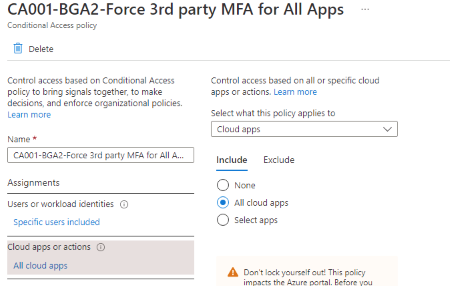 CA001-BGA2-Force 3rd party MFA for All Apps ...
Conditional Access policy
Delete
Control access based on Conditional Access
policy to bring signals together, to make
decisions, and enforce organizational policies.
Learn more
Name *
CA001-BGA2-Force 3rd party MFA for All A...
Assignments
Users or workload identities
Specific users included
Cloud apps or actions
All cloud apps
Control access based on all or specific cloud
apps or actions. Learn more
Select what this policy applies to
Cloud apps
Include Exclude
None
All cloud apps
Select apps
Don't lock yourself out! This policy
impacts the Azure portal. Before you